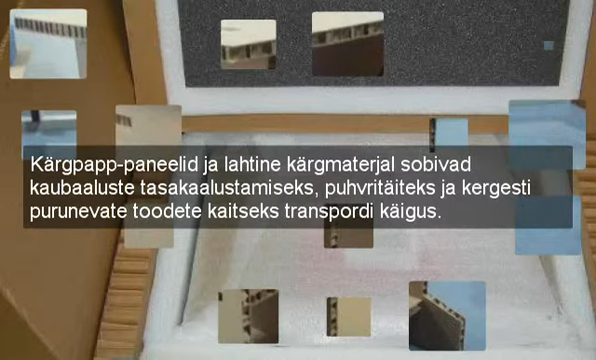 Kärgpapp-paneelid ja lahtine kärgmaterjal sobivad
kaubaaluste tasakaalustamiseks, puhvritäiteks ja kergesti
purunevate toodete kaitseks transpordi käigus.